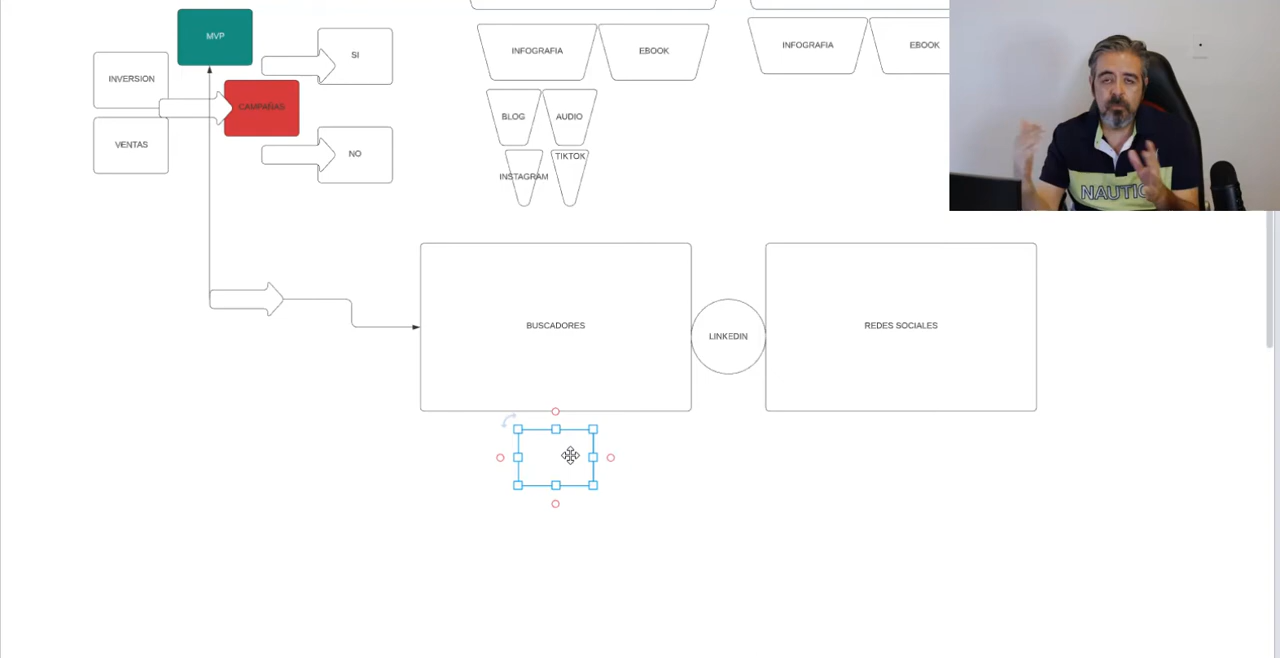 MVP
SI
INVERSION
CAMPAÑAS
VENTAS
NO
INFOGRAFIA
EBOOK
INFOGRAFIA
EBOOK
BLOG
AUDIO
INSTAGRAM
TIKTOK
NAUTIC
BUSCADORES
LINKEDIN
REDES SOCIALES